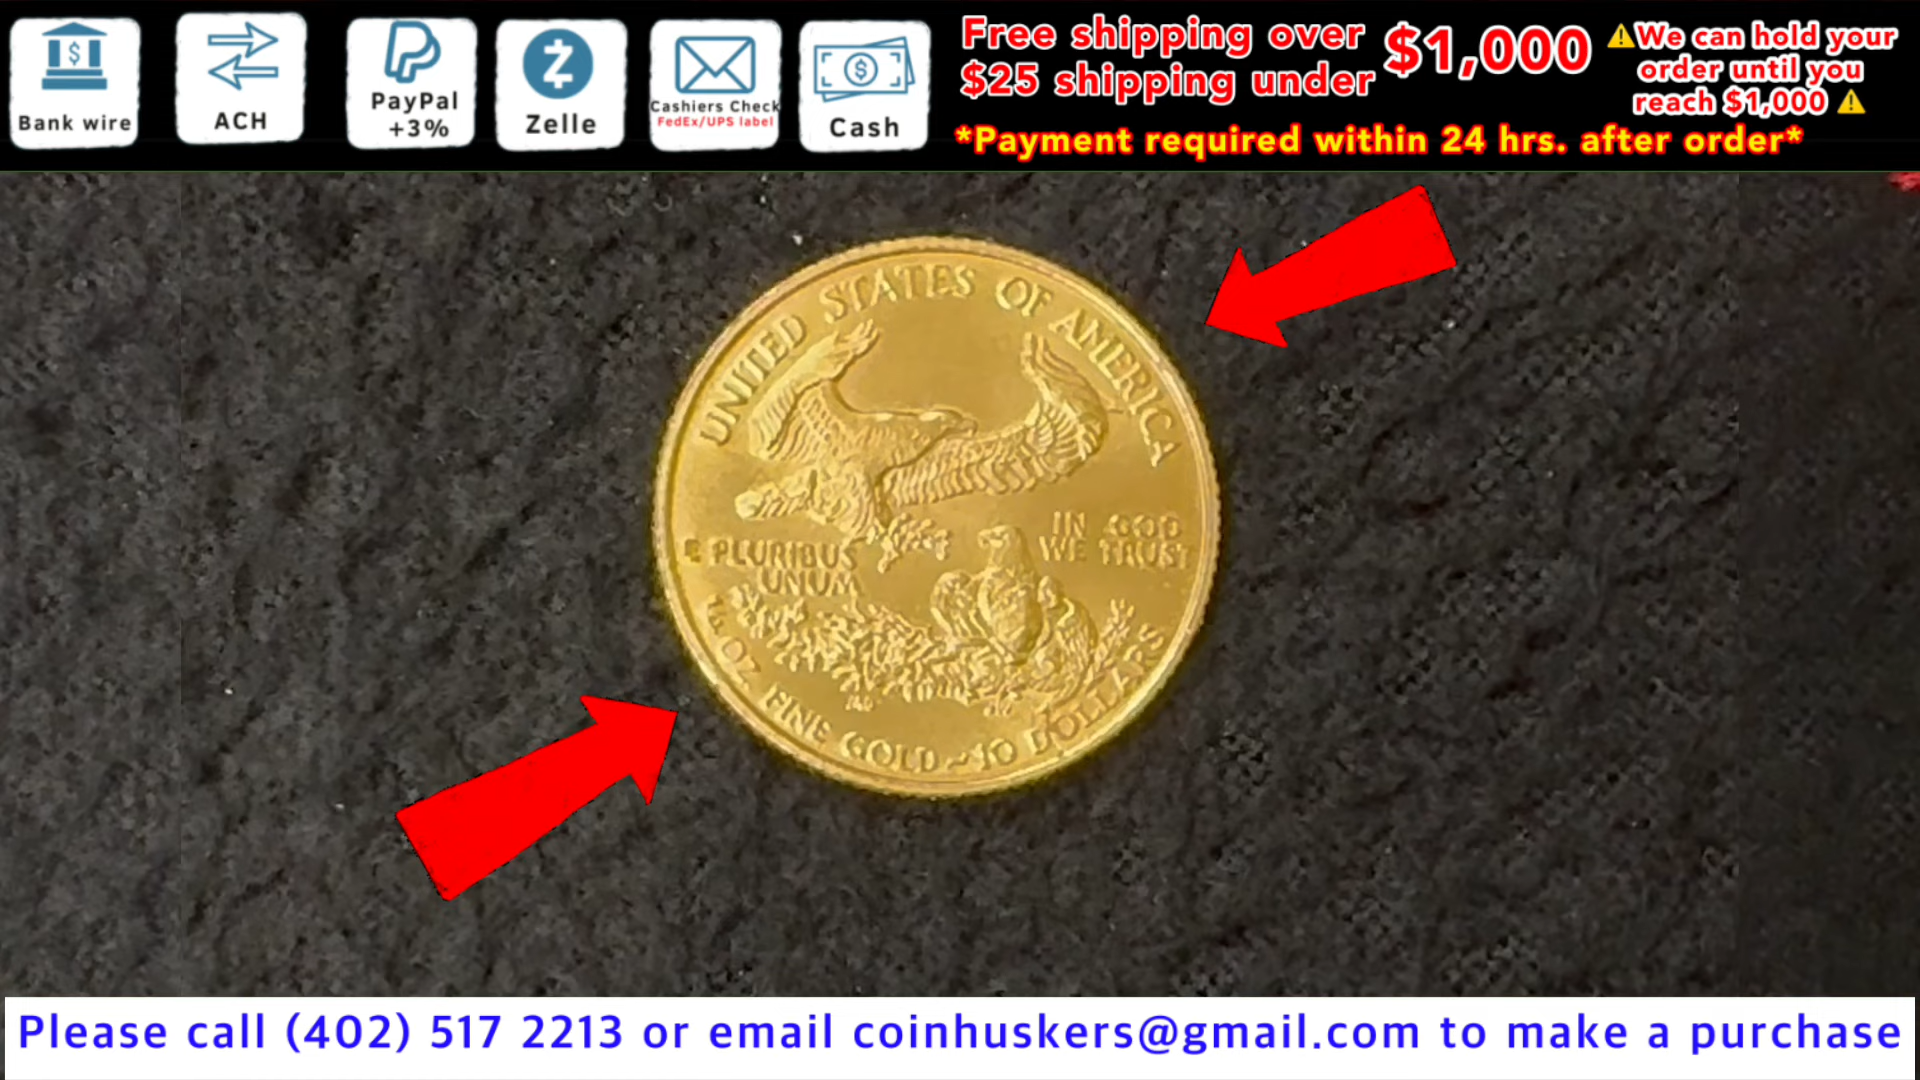 Bank wire
ACH
PayPal
+3%
Zelle
Cashiers Check
FedEx/UPS label
Cash
Free shipping over
$25 shipping under
$1,000
⚠We can hold your
order until you
reach $1,000 ⚠
*Payment required within 24 hrs. after order*
UNITED STATES OF AMERICA
E PLURIBUS
UNUM
IN GOD
WE TRUST
OZ FINE GOLD~10 DOLLARS
Please call (402) 517 2213 or email coinhuskers@gmail.com to make a purchase